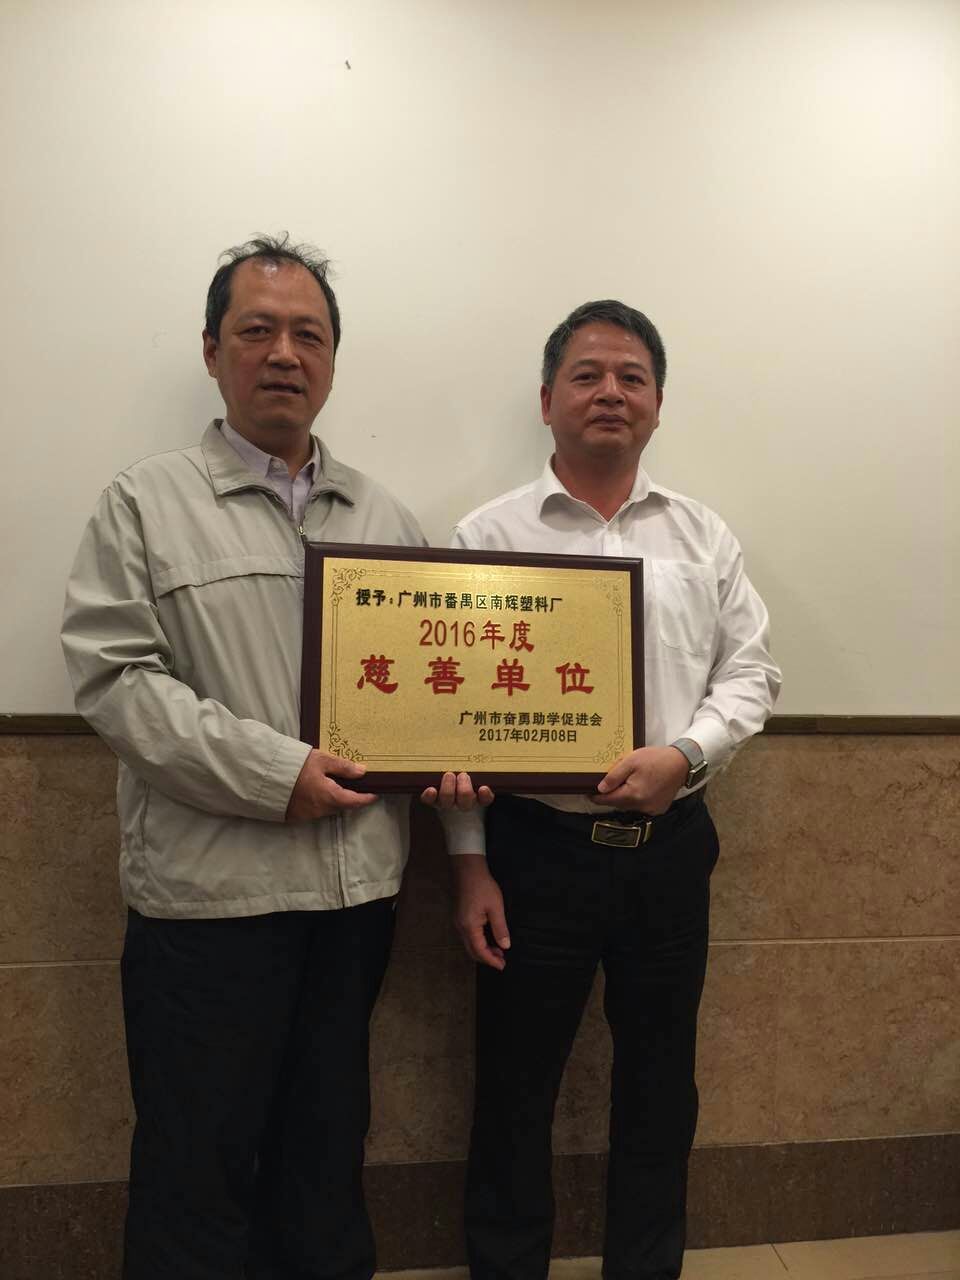 授予：广州市番禺区南辉塑料厂
2016年度
慈善单位
广州市奋勇助学促进会
2017年02月08日